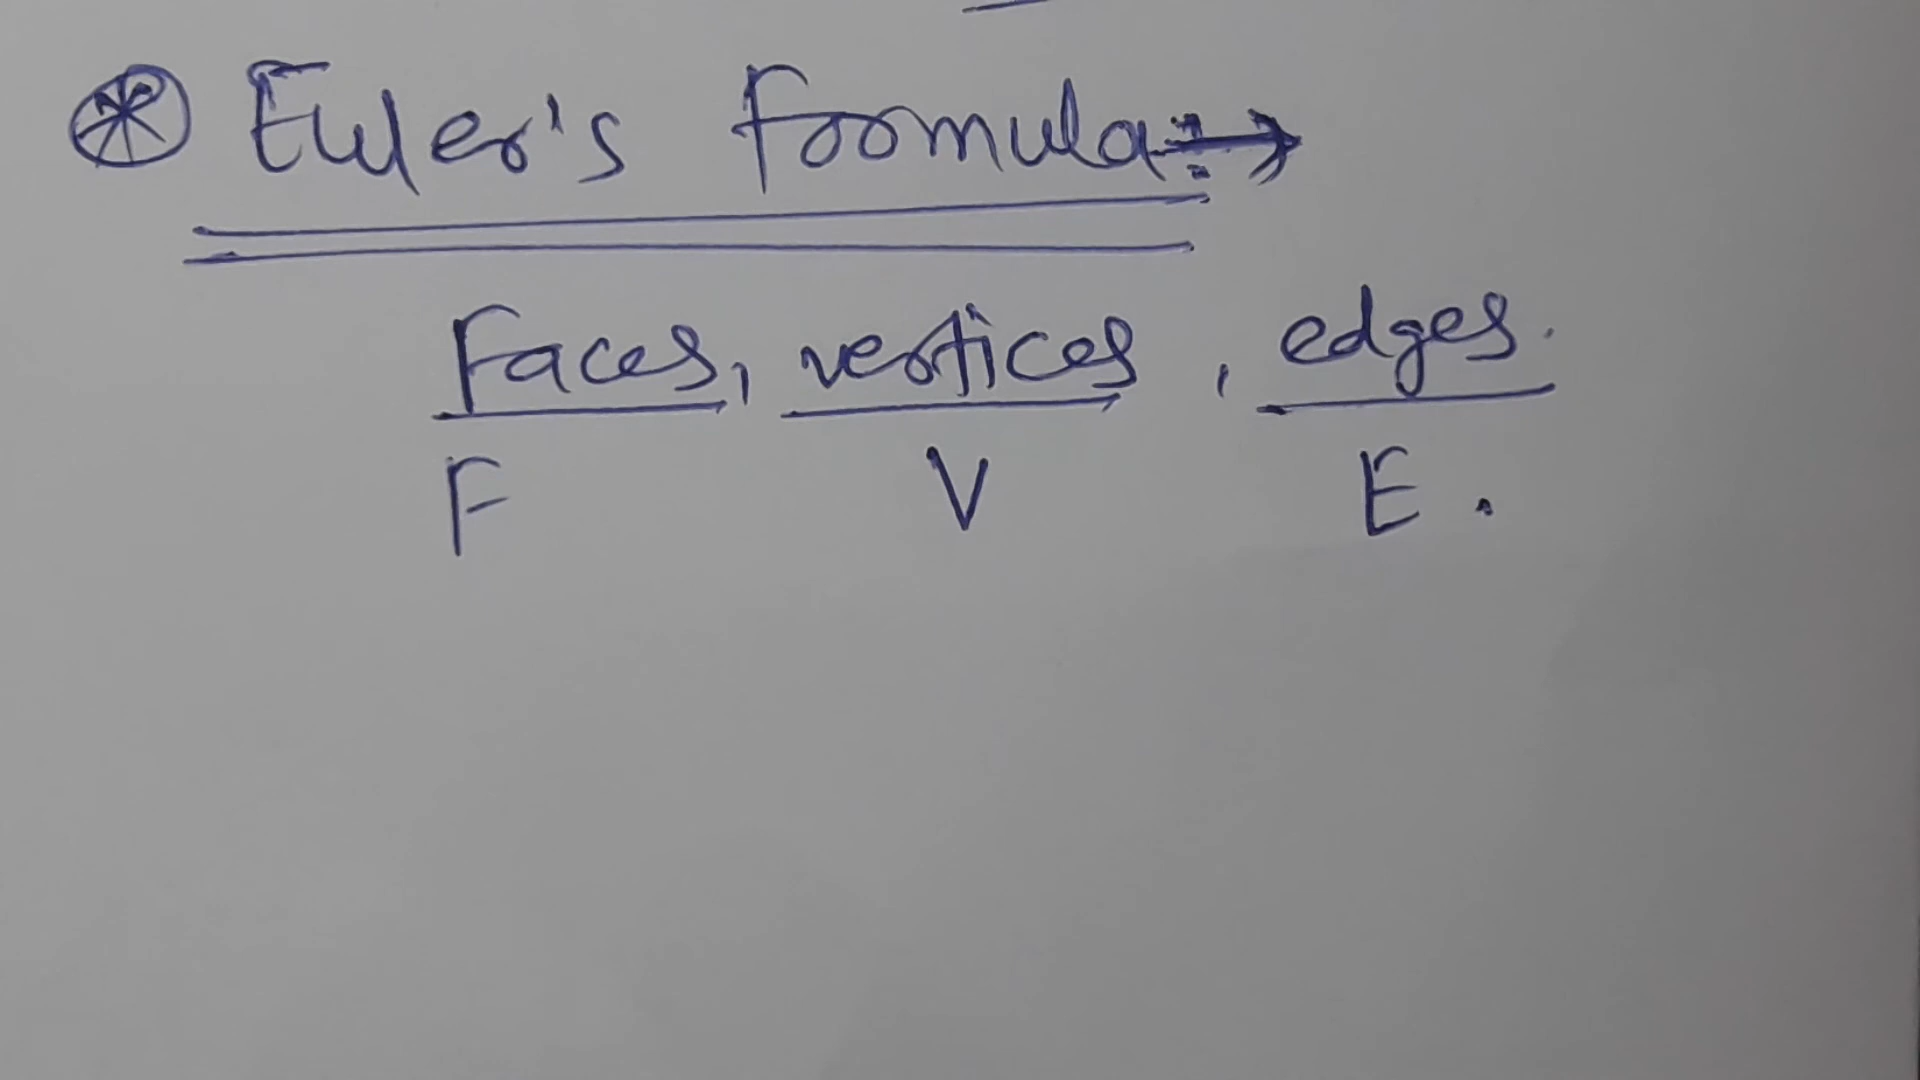 Euler's Formula:→
Faces, vertices, edges.
F V E.